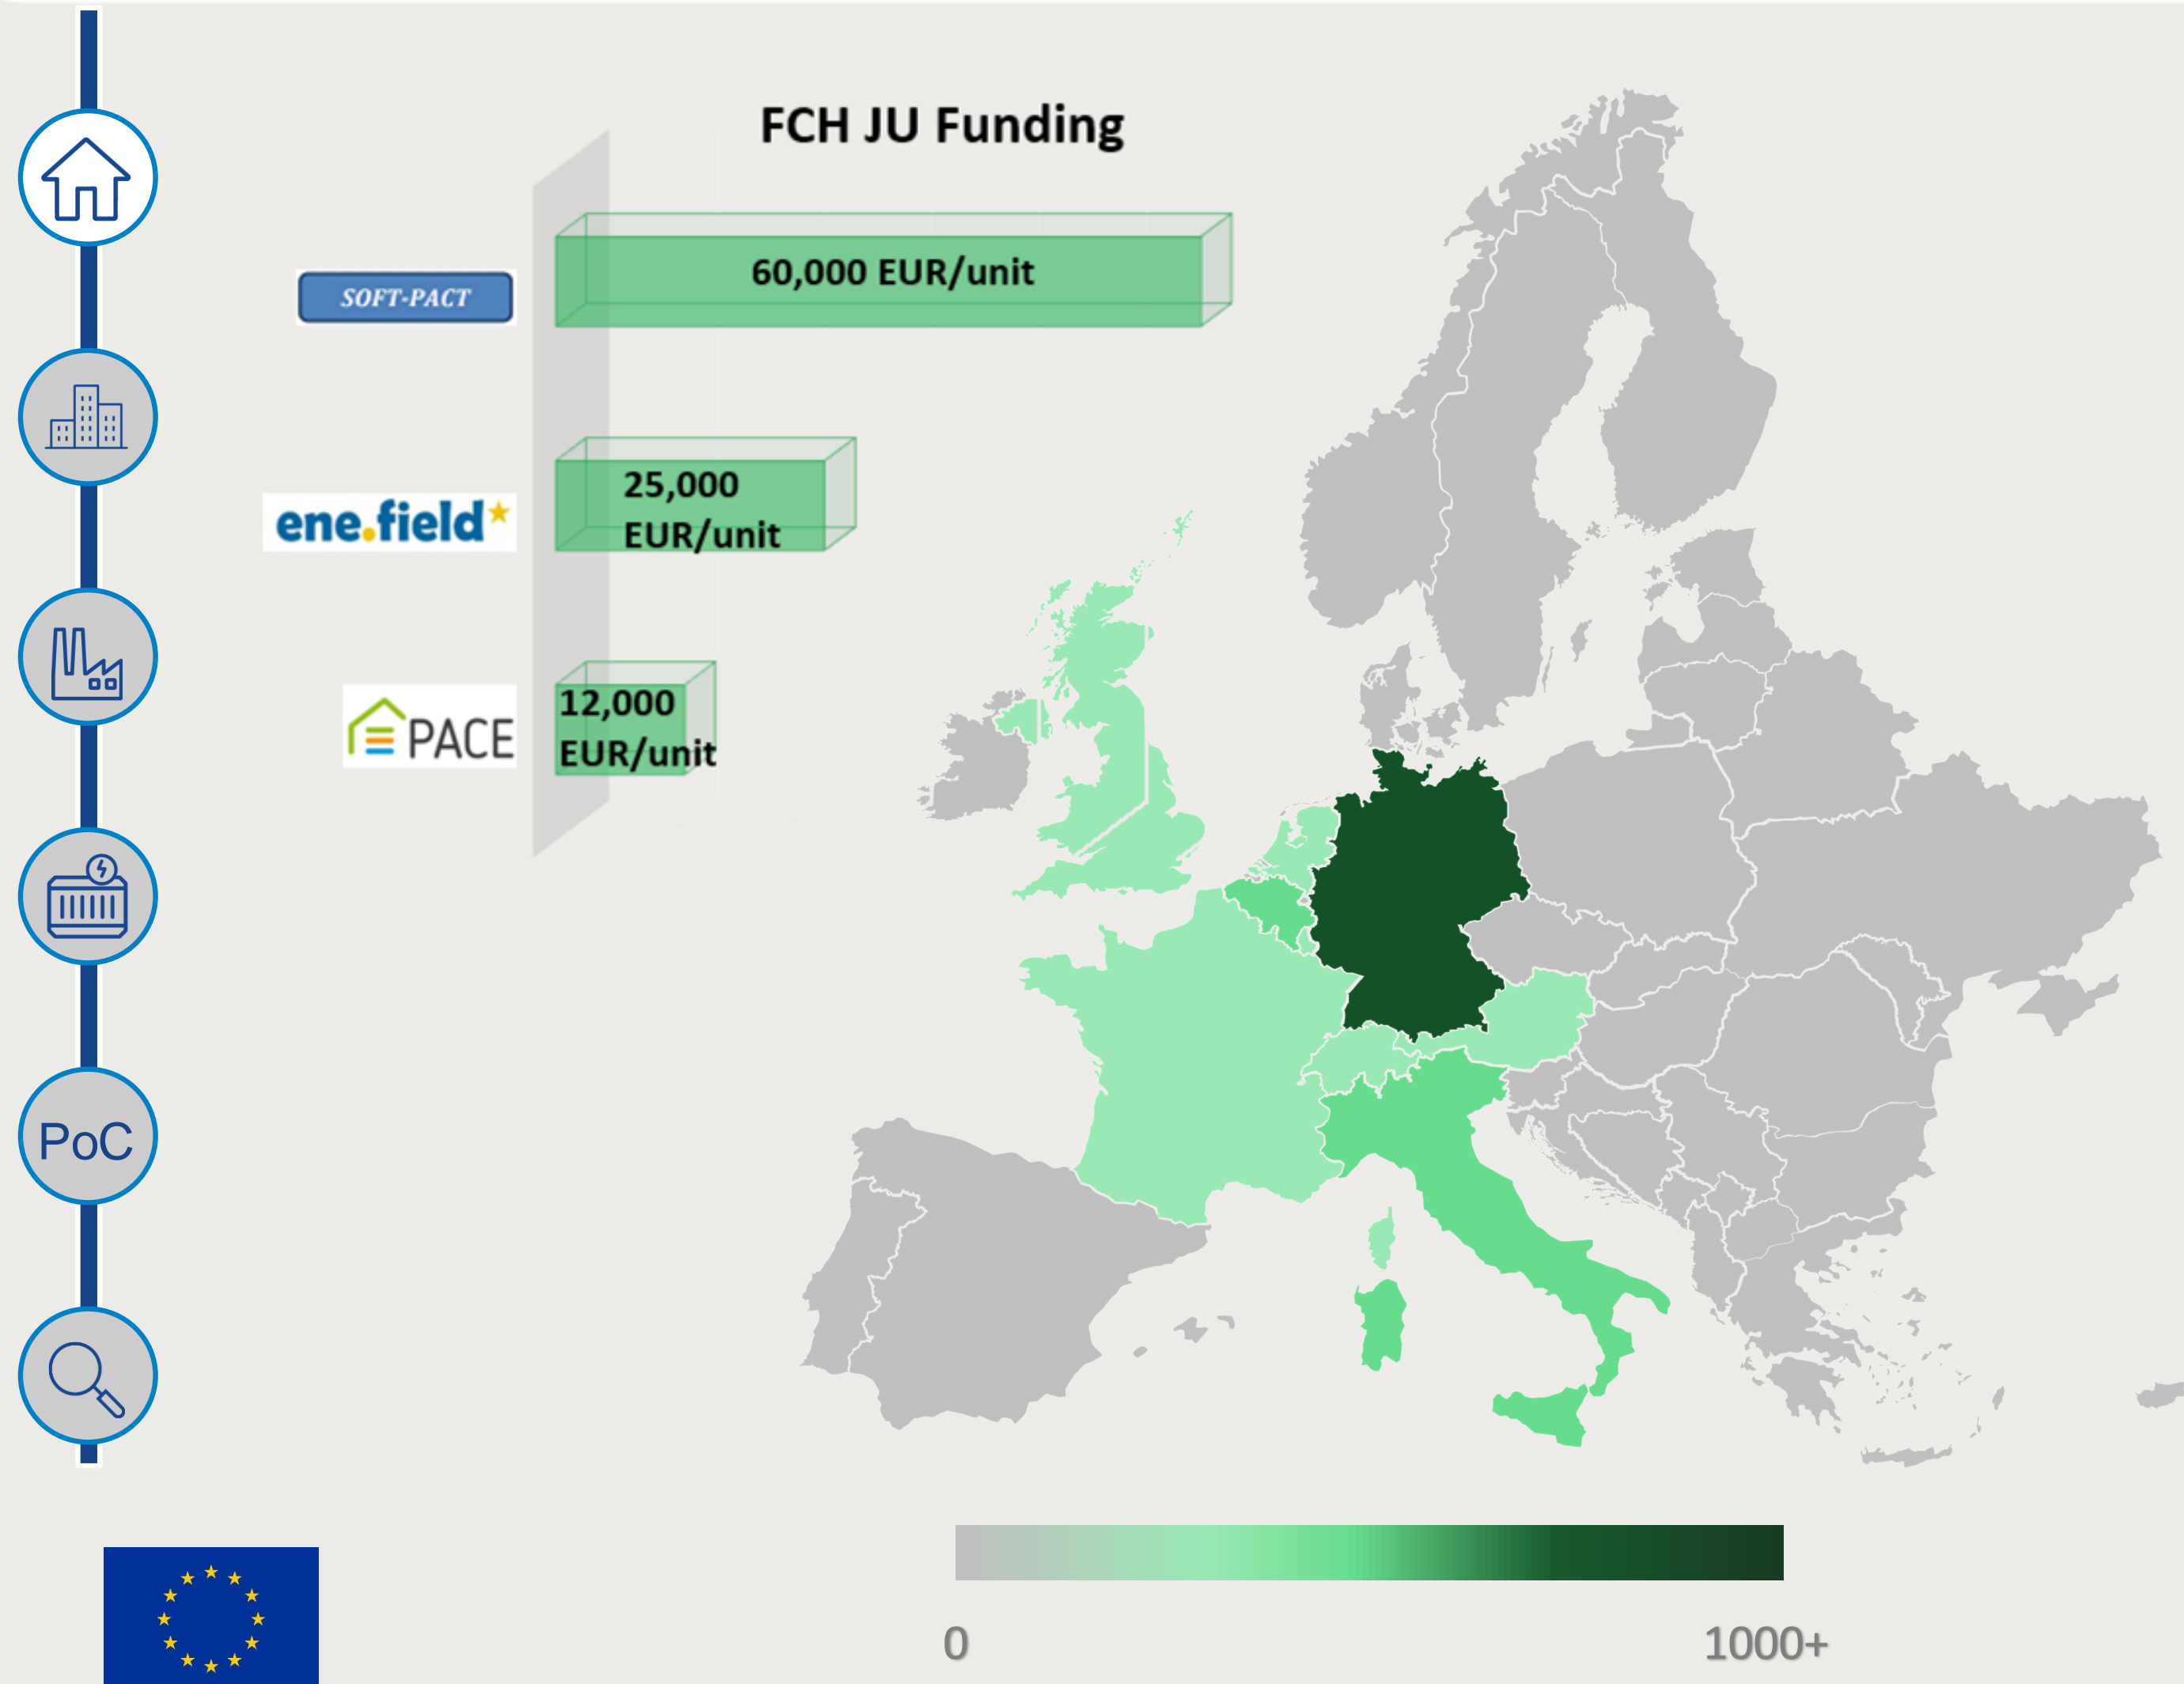 FCH JU Funding
SOFT-PACT
60,000 EUR/unit
ene.field
25,000
EUR/unit
PACE
12,000
EUR/unit
PoC
0
1000+